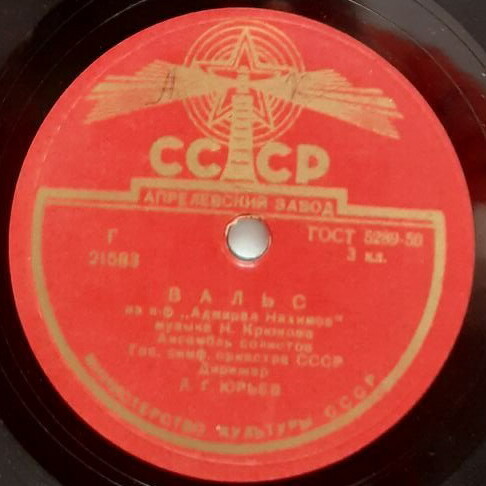 СССР
АПРЕЛЕВСКИЙ ЗАВОД
Г
21583
ГОСТ 5289-50
3 кл.
ВАЛЬС
из к-ф „Адмирал Нахимов"
музыка Н. Крюкова
Ансамбль солистов
Гос. симф. оркестра СССР
Дирижер
ЮРЬЕВ
МИНИСТЕРСТВО КУЛЬТУРЫ СССР